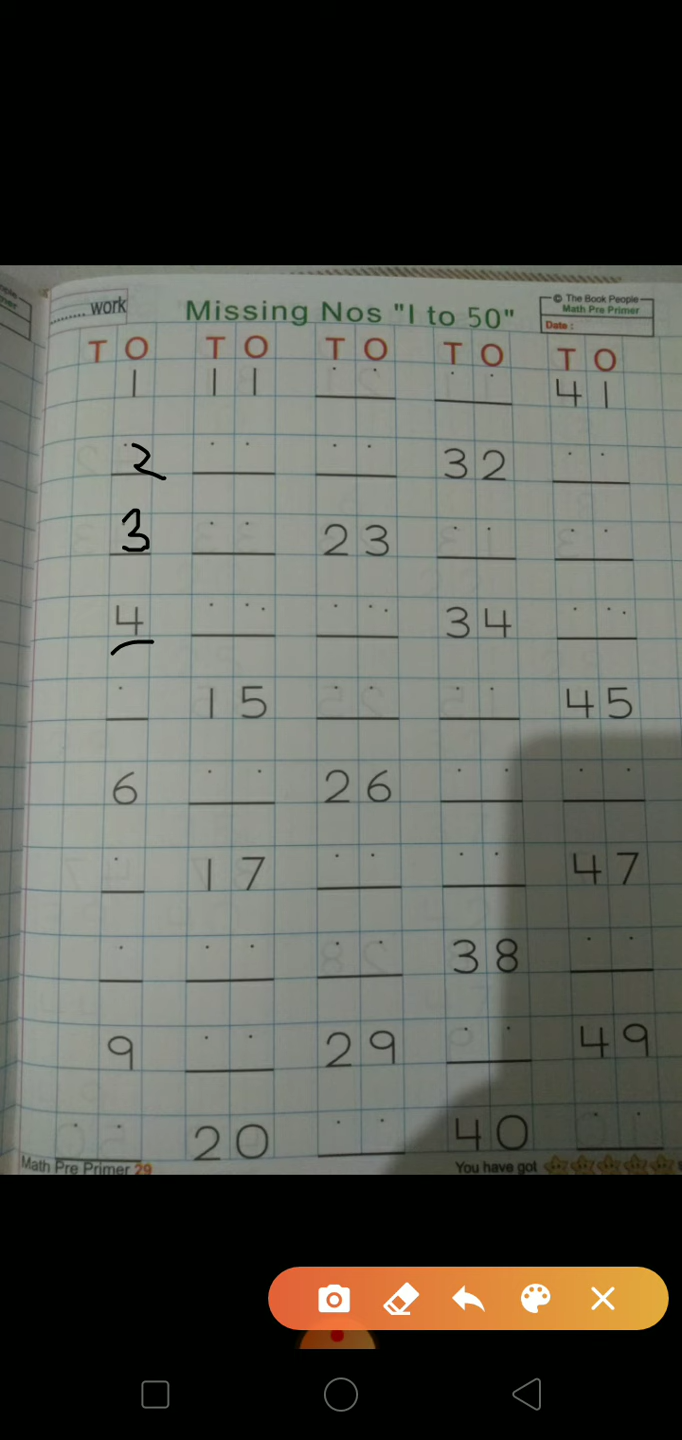 ........ work
Missing Nos "1 to 50"
© The Book People
Math Pre Primer
Date :
T O T O T O T O T O
1 11 41
2 32
3 23
4 34
15 45
6 26
17 47
38
9 29 49
20 40
Math Pre Primer 29
You have got